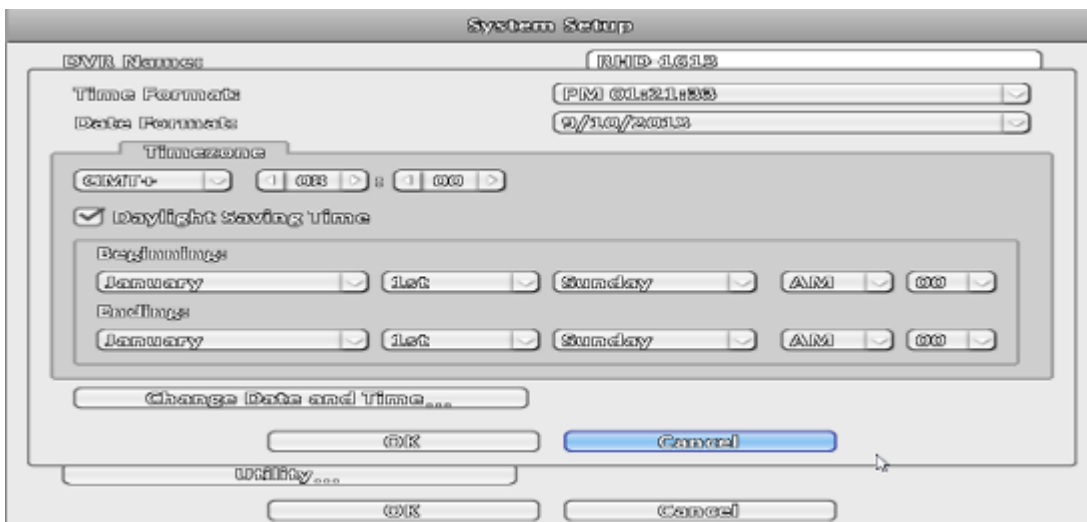 System Setup
DVR Name:
RHD-1613
Time Format:
PM 01:21:38
Date Format:
9/10/2013
Timezone
GMT+ 08 : 00
Daylight Saving Time
Beginning:
January 1st Sunday AM 00
Ending:
January 1st Sunday AM 00
Change Date and Time...
OK Cancel
Utility...
OK Cancel